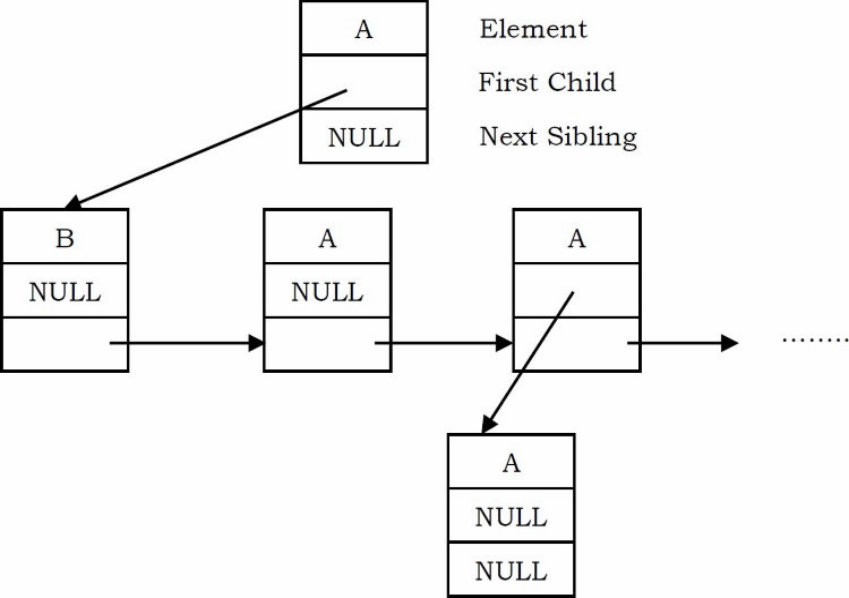 A Element
First Child
NULL Next Sibling
B A A
NULL NULL
........
A
NULL
NULL